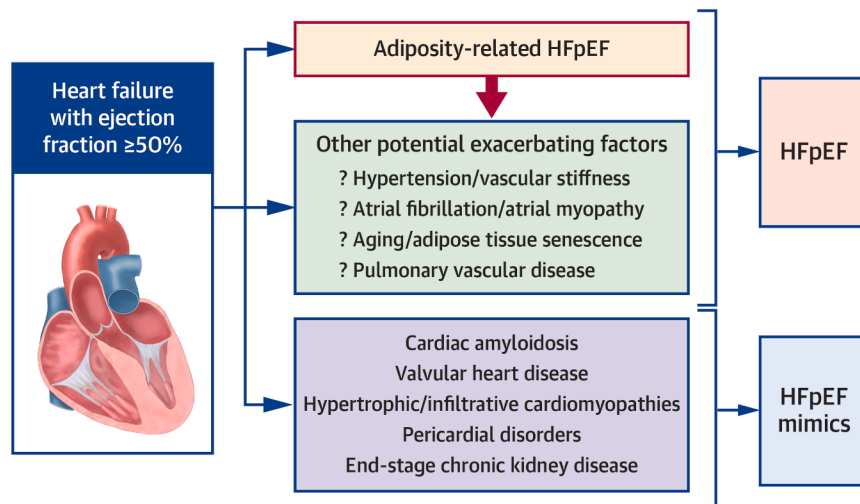 Heart failure
with ejection
fraction ≥50%
Adiposity-related HFpEF
Other potential exacerbating factors
? Hypertension/vascular stiffness
? Atrial fibrillation/atrial myopathy
? Aging/adipose tissue senescence
? Pulmonary vascular disease
Cardiac amyloidosis
Valvular heart disease
Hypertrophic/infiltrative cardiomyopathies
Pericardial disorders
End-stage chronic kidney disease
HFpEF
HFpEF
mimics